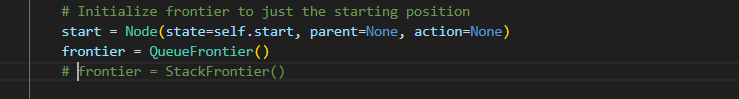 # Initialize frontier to just the starting position
start = Node(state=self.start, parent=None, action=None)
frontier = QueueFrontier()
# frontier = StackFrontier()